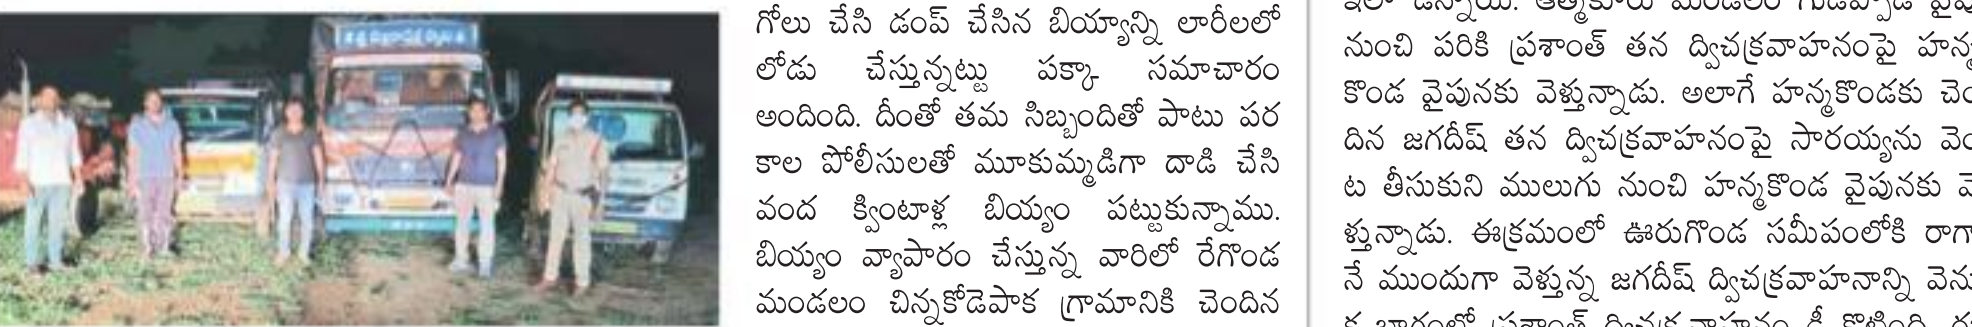 గోలు చేసి డంప్ చేసిన బియ్యాన్ని లారీలలో
లోడు చేస్తున్నట్టు పక్కా సమాచారం
అందింది. దీంతో తమ సిబ్బందితో పాటు పర
కాల పోలీసులతో మూకుమ్మడిగా దాడి చేసి
వంద క్వింటాళ్ల బియ్యం పట్టుకున్నాము.
బియ్యం వ్యాపారం చేస్తున్న వారిలో రేగొండ
మండలం చిన్నకోడెపాక గ్రామానికి చెందిన
నుంచి పరికి ప్రశాంత్ తన ద్విచక్రవాహనంపై
కొండ వైపునకు వెళ్తున్నాడు. అలాగే హన్మకొండకు
దిన జగదీష్ తన ద్విచక్రవాహనంపై సారయ్యను
ట తీసుకుని ములుగు నుంచి హన్మకొండ వైపునకు
ళ్తున్నాడు. ఈక్రమంలో ఊరుగొండ సమీపంలోకి రాగా
నే ముందుగా వెళ్తున్న జగదీష్ ద్విచక్రవాహనాన్ని